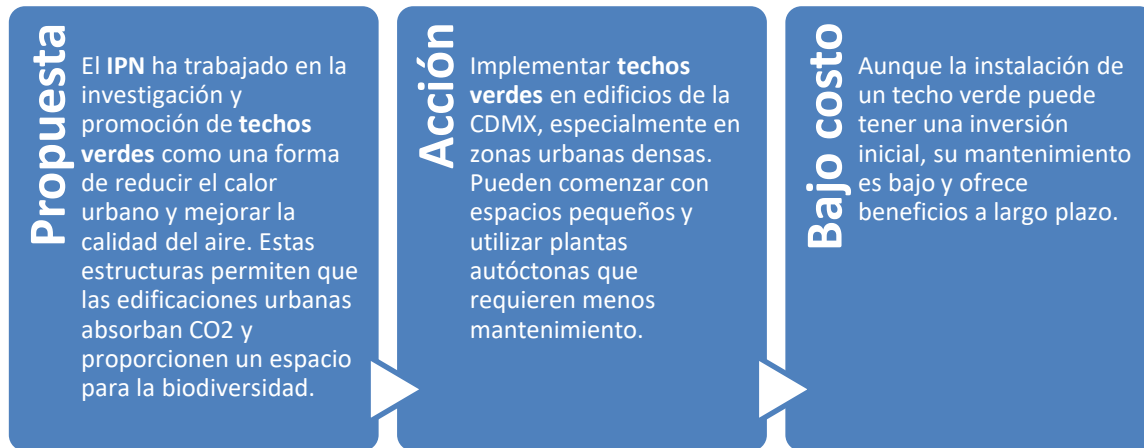 Propuesta
El IPN ha trabajado en la
investigación y
promoción de techos
verdes como una forma
de reducir el calor
urbano y mejorar la
calidad del aire. Estas
estructuras permiten que
las edificaciones urbanas
absorban CO2 y
proporcionen un espacio
para la biodiversidad.
Acción
Implementar techos
verdes en edificios de la
CDMX, especialmente en
zonas urbanas densas.
Pueden comenzar con
espacios pequeños y
utilizar plantas
autóctonas que
requieren menos
mantenimiento.
Bajo costo
Aunque la instalación de
un techo verde puede
tener una inversión
inicial, su mantenimiento
es bajo y ofrece
beneficios a largo plazo.